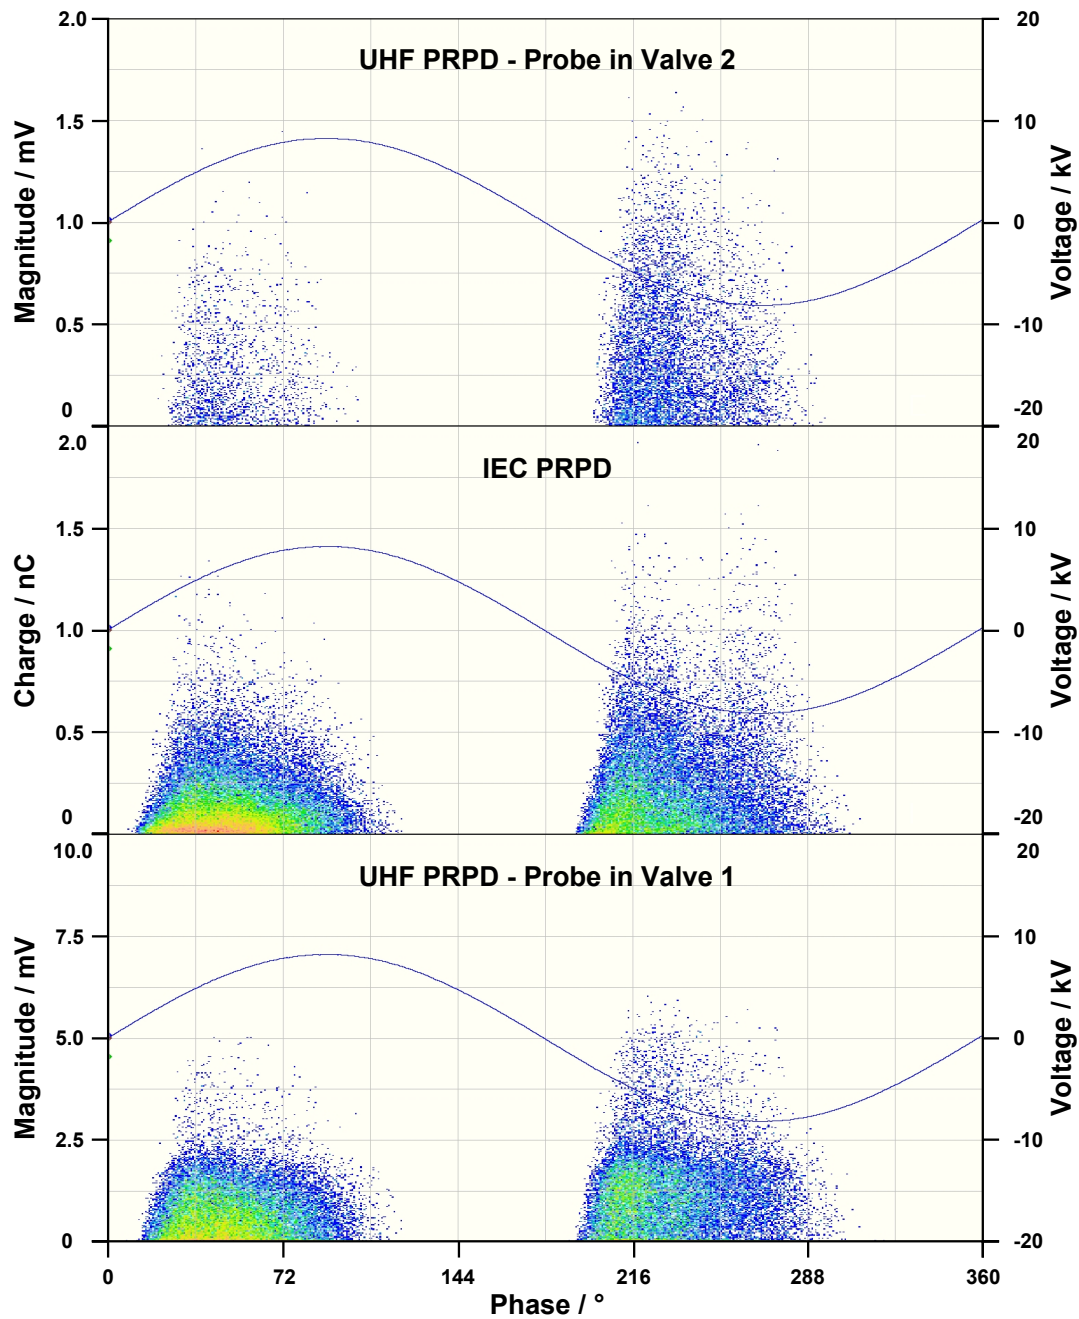 UHF PRPD - Probe in Valve 2
Magnitude / mV
2.0
1.5
1.0
0.5
0
20
10
0
-10
-20
Voltage / kV
IEC PRPD
Charge / nC
2.0
1.5
1.0
0.5
0
20
10
0
-10
-20
Voltage / kV
UHF PRPD - Probe in Valve 1
Magnitude / mV
10.0
7.5
5.0
2.5
0
20
10
0
-10
-20
Voltage / kV
0 72 144 216 288 360
Phase / °